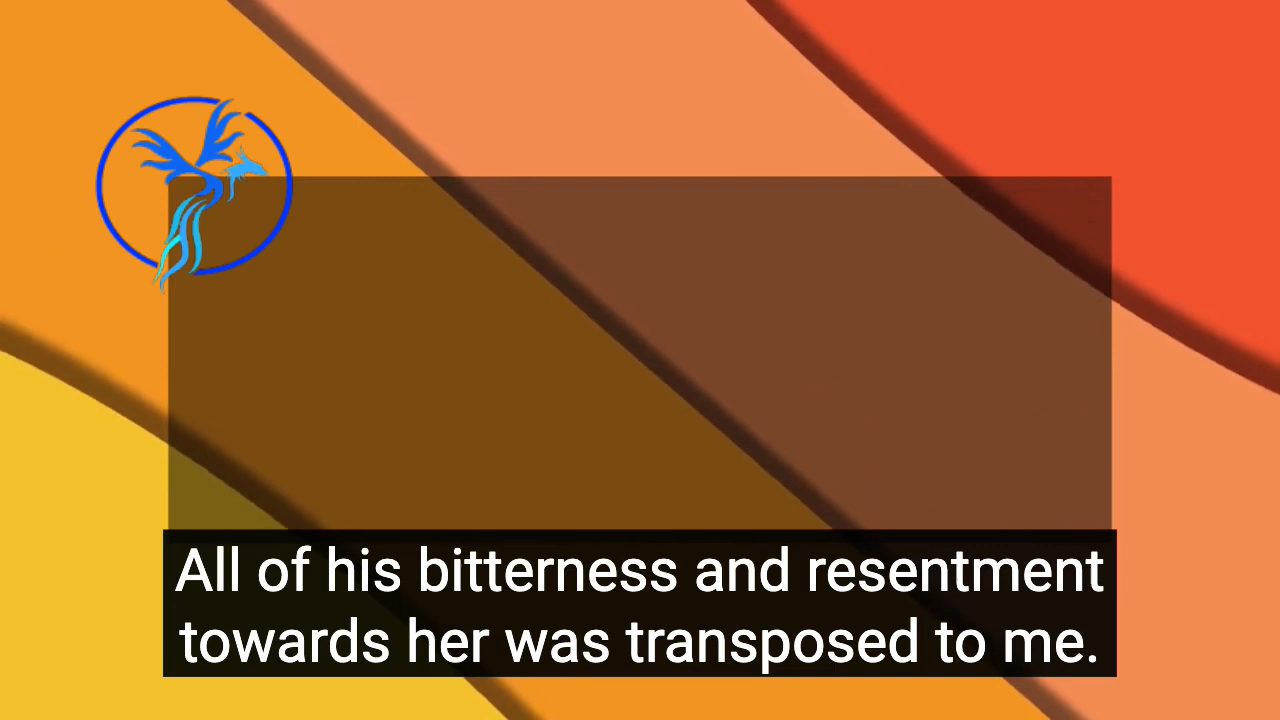 All of his bitterness and resentment
towards her was transposed to me.